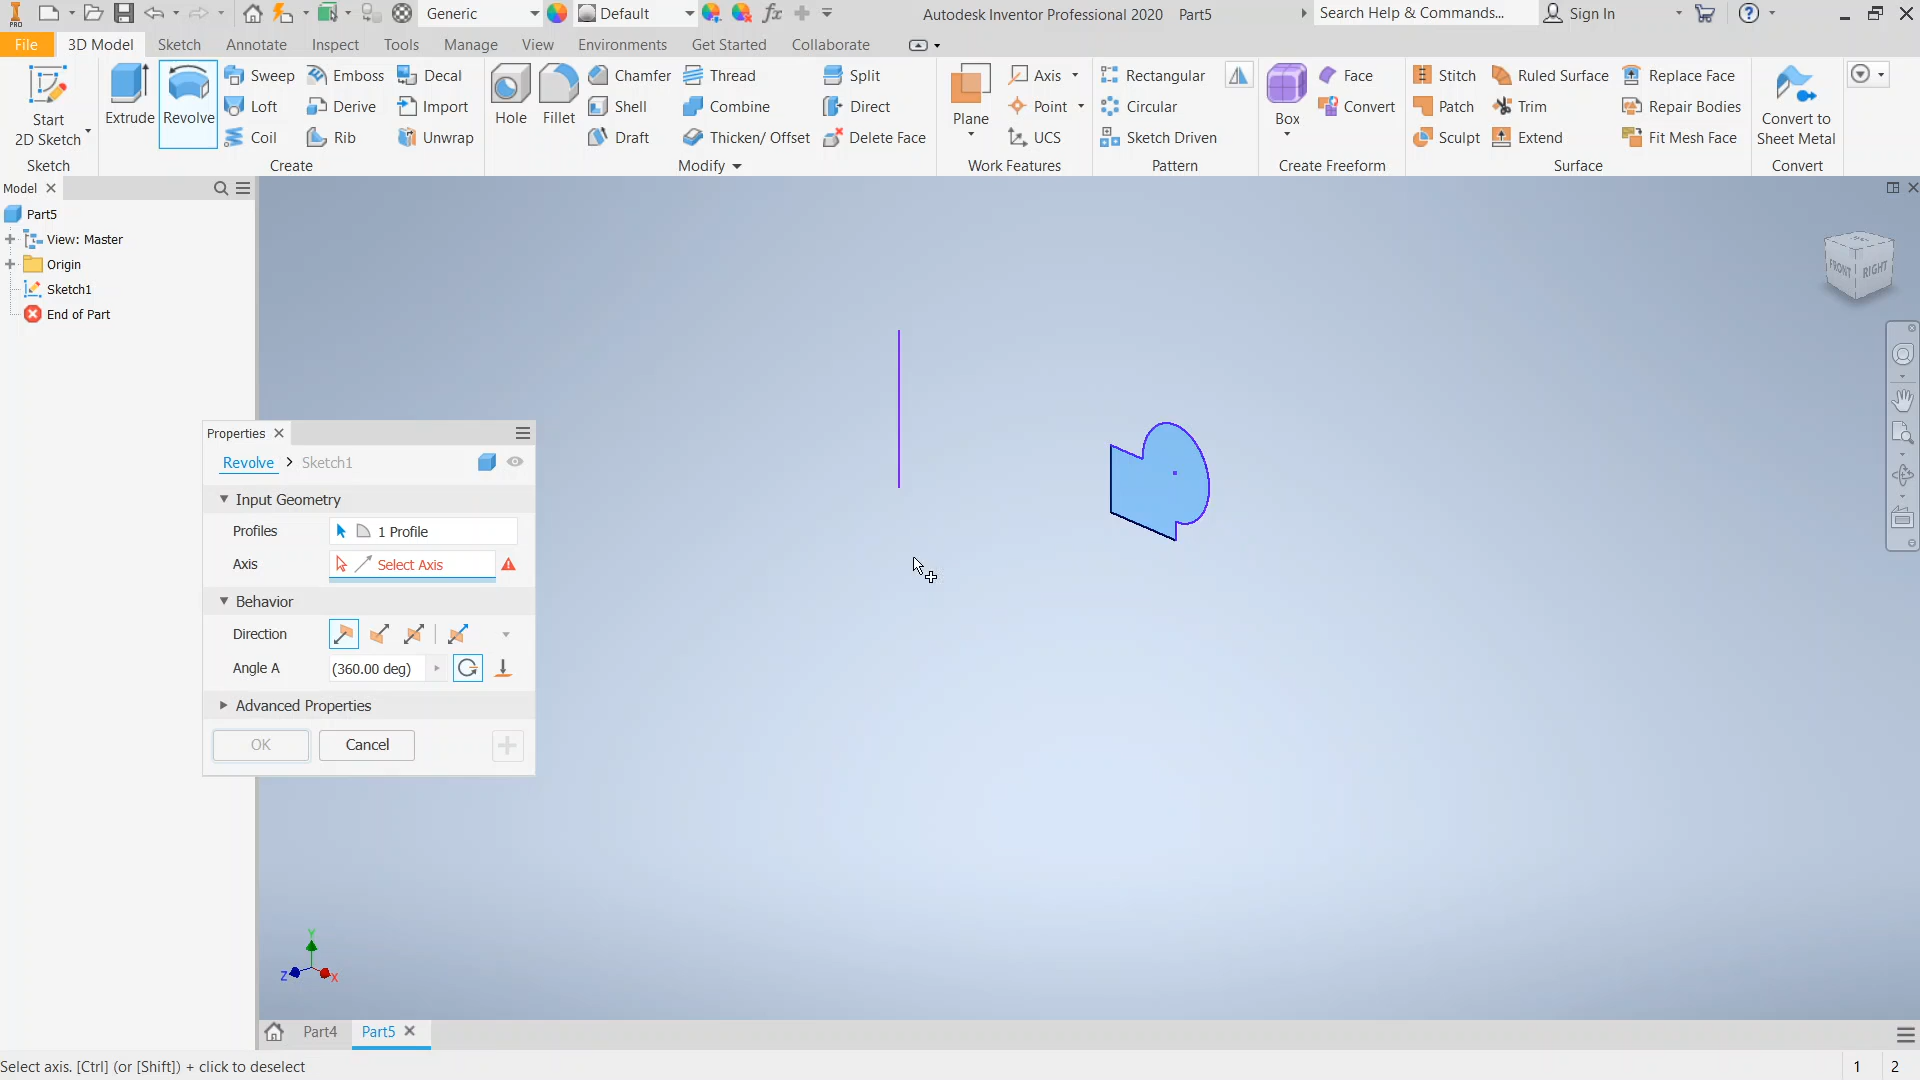 Generic
Default
fx
Autodesk Inventor Professional 2020 Part5
Search Help & Commands...
Sign In
File 3D Model Sketch Annotate Inspect Tools Manage View Environments Get Started Collaborate
PRO
Start
2D Sketch
Sketch
Extrude
Revolve
Sweep
Loft
Coil
Emboss
Derive
Rib
Decal
Import
Unwrap
Create
Hole
Fillet
Chamfer
Shell
Draft
Thread
Combine
Thicken/ Offset
Split
Direct
Delete Face
Modify
Plane
Axis
Point
UCS
Work Features
Rectangular
Circular
Sketch Driven
Pattern
Box
Face
Convert
Create Freeform
Stitch
Patch
Sculpt
Ruled Surface
Trim
Extend
Replace Face
Repair Bodies
Fit Mesh Face
Surface
Convert to
Sheet Metal
Convert
Model
Part5
View: Master
Origin
Sketch1
End of Part
FRONT RIGHT
Properties
Revolve > Sketch1
Input Geometry
Profiles 1 Profile
Axis Select Axis
Behavior
Direction
Angle A (360.00 deg)
Advanced Properties
OK Cancel
Y
Z X
Part4 Part5
Select axis. [Ctrl] (or [Shift]) + click to deselect
1 2